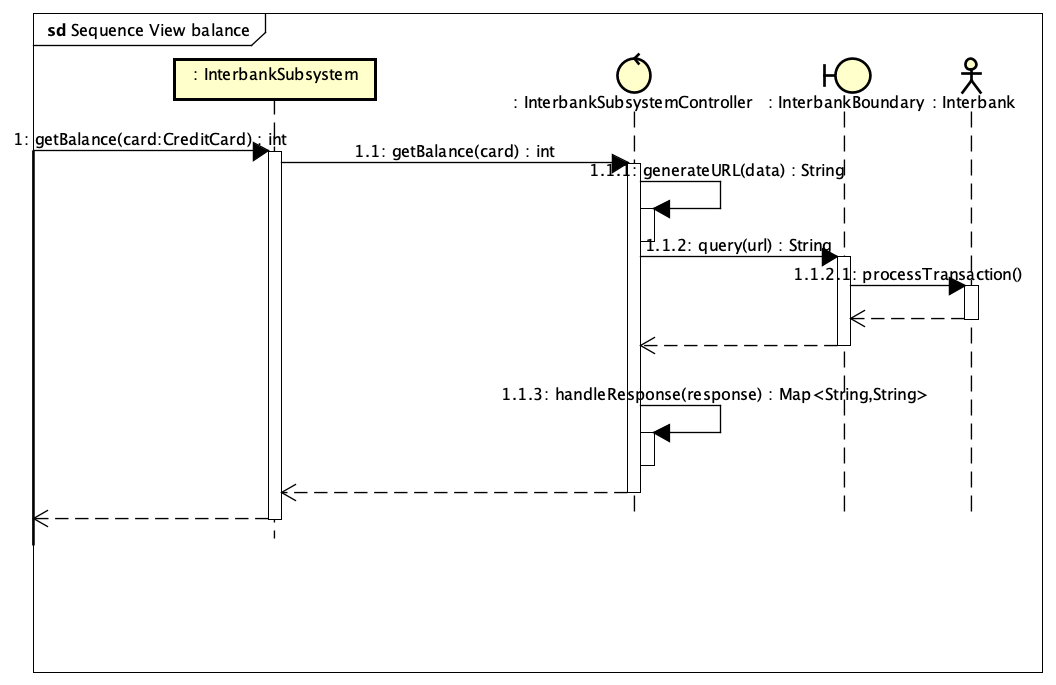 sd Sequence View balance
: InterbankSubsystem
: InterbankSubsystemController
: InterbankBoundary
: Interbank
1: getBalance(card:CreditCard) : int
1.1: getBalance(card) : int
1.1.1: generateURL(data) : String
1.1.2: query(url) : String
1.1.2.1: processTransaction()
1.1.3: handleResponse(response) : Map<String,String>